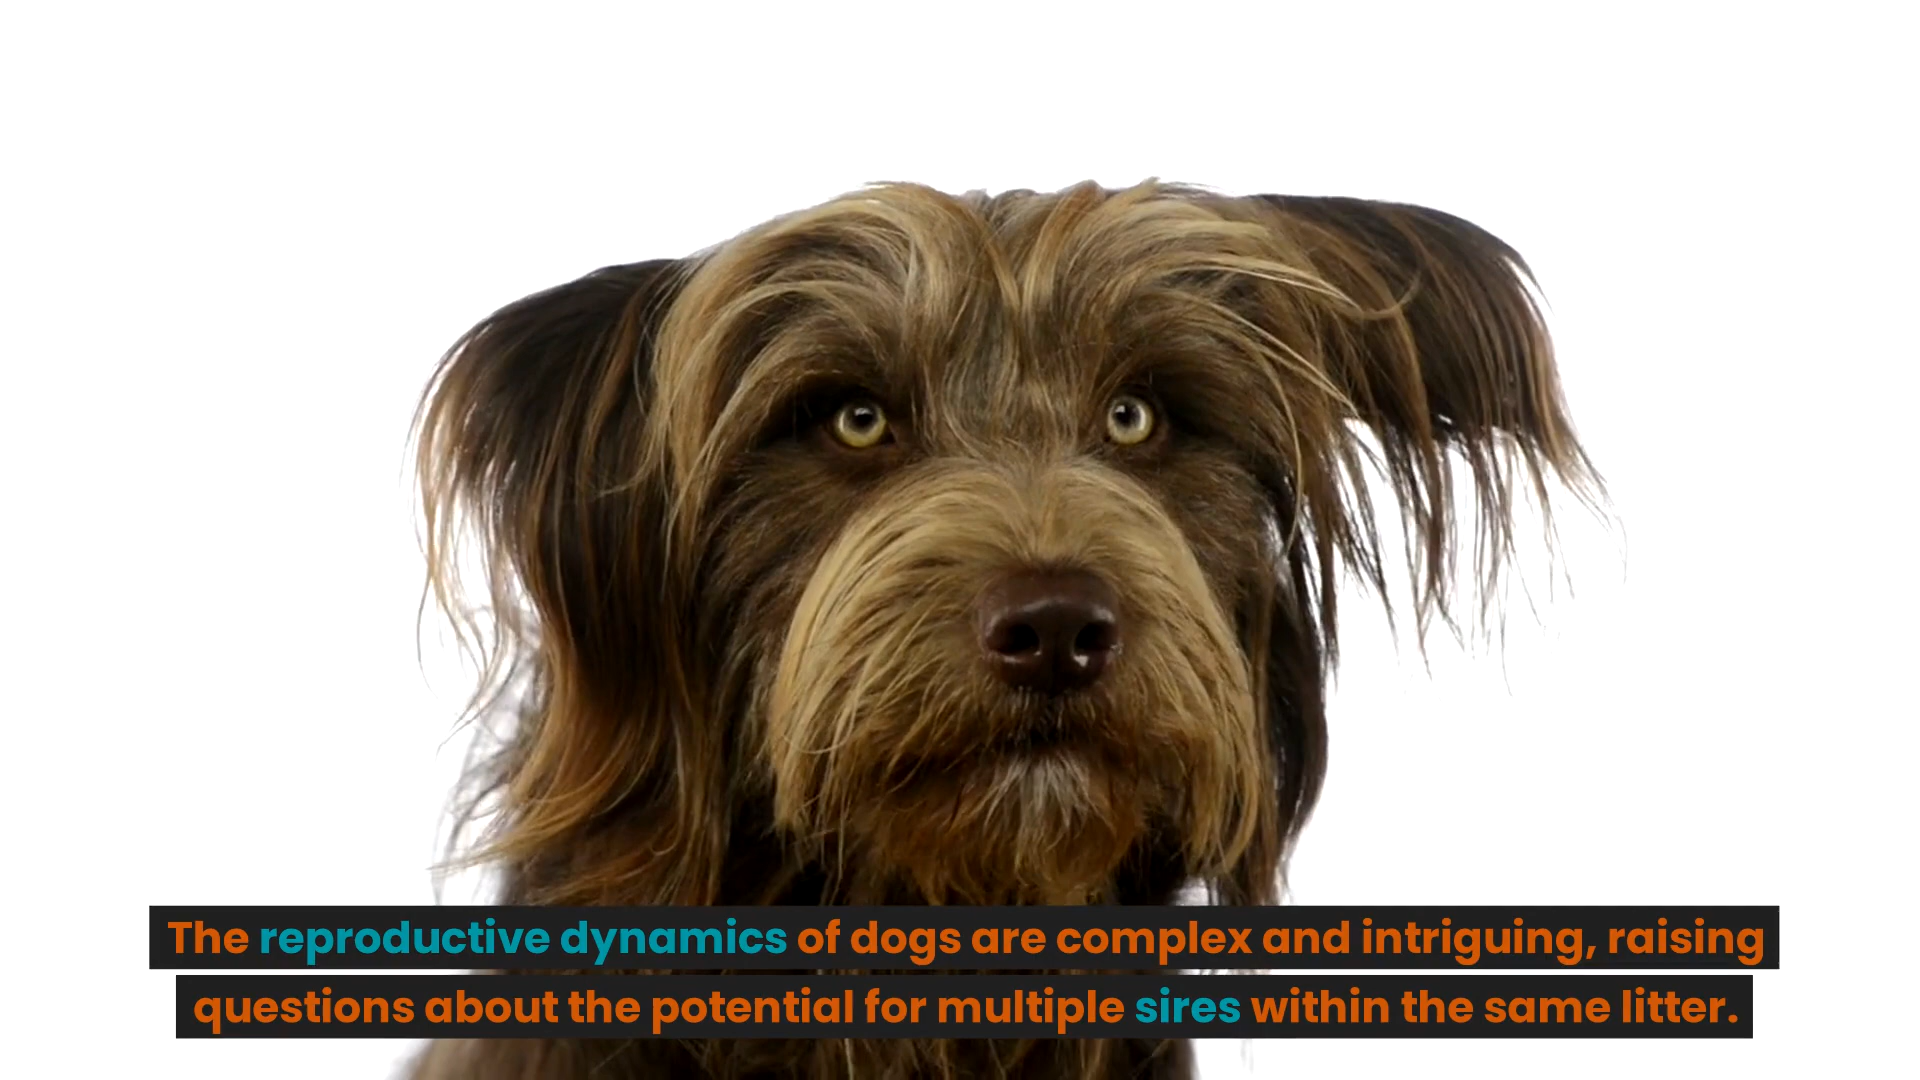 The reproductive dynamics of dogs are complex and intriguing, raising
questions about the potential for multiple sires within the same litter.